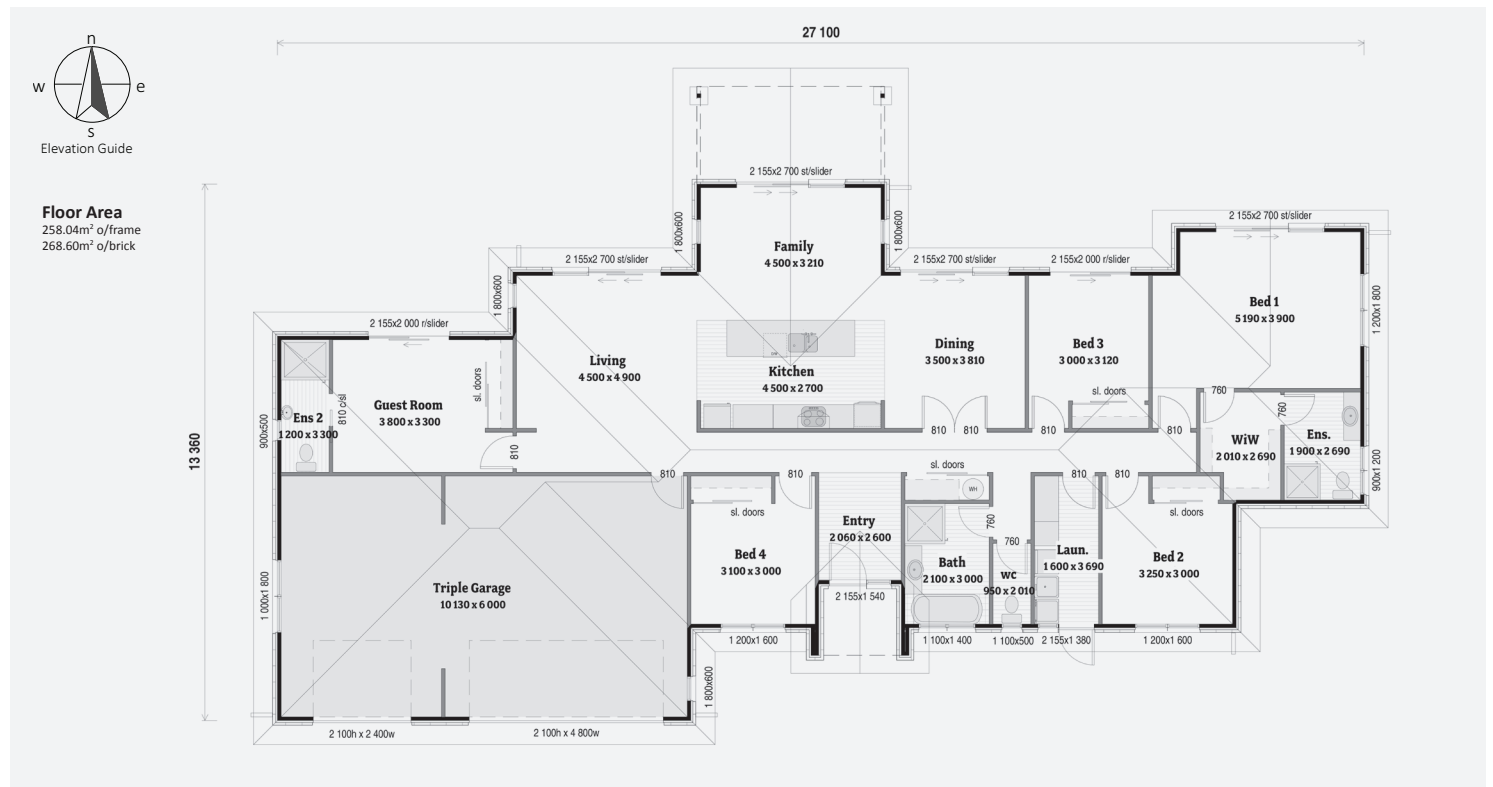 27 100
n
w e
s
Elevation Guide
Floor Area
258.04m² o/frame
268.60m² o/brick
13 360
2 155x2 700 st/slider
1 800x600
1 800x600
Family
4 500 x 3 210
2 155x2 700 st/slider
2 155x2 700 st/slider
2 155x2 000 r/slider
2 155x2 700 st/slider
1 800x600
2 155x2 000 r/slider
Bed 1
5 190 x 3 900
1 200x1 800
Living
4 500 x 4 900
Kitchen
4 500 x 2 700
DW
Dining
3 500 x 3 810
Bed 3
3 000 x 3 120
sl. doors
sl. doors
Guest Room
3 800 x 3 300
810 c/sl
Ens 2
1 200 x 3 300
900x500
810
810
810
810
810
760
760
WiW
2 010 x 2 690
Ens.
1 900 x 2 690
900x1 200
810
810
810
810
sl. doors
WH
sl. doors
sl. doors
Entry
2 060 x 2 600
760
760
Bed 4
3 100 x 3 000
Bath
2 100 x 3 000
wc
950 x 2 010
Laun.
1 600 x 3 690
Bed 2
3 250 x 3 000
Triple Garage
10 130 x 6 000
1 000x1 800
2 155x1 540
1 200x1 600
1 100x1 400
1 100x500
2 155x1 380
1 200x1 600
1 800x600
2 100h x 2 400w
2 100h x 4 800w